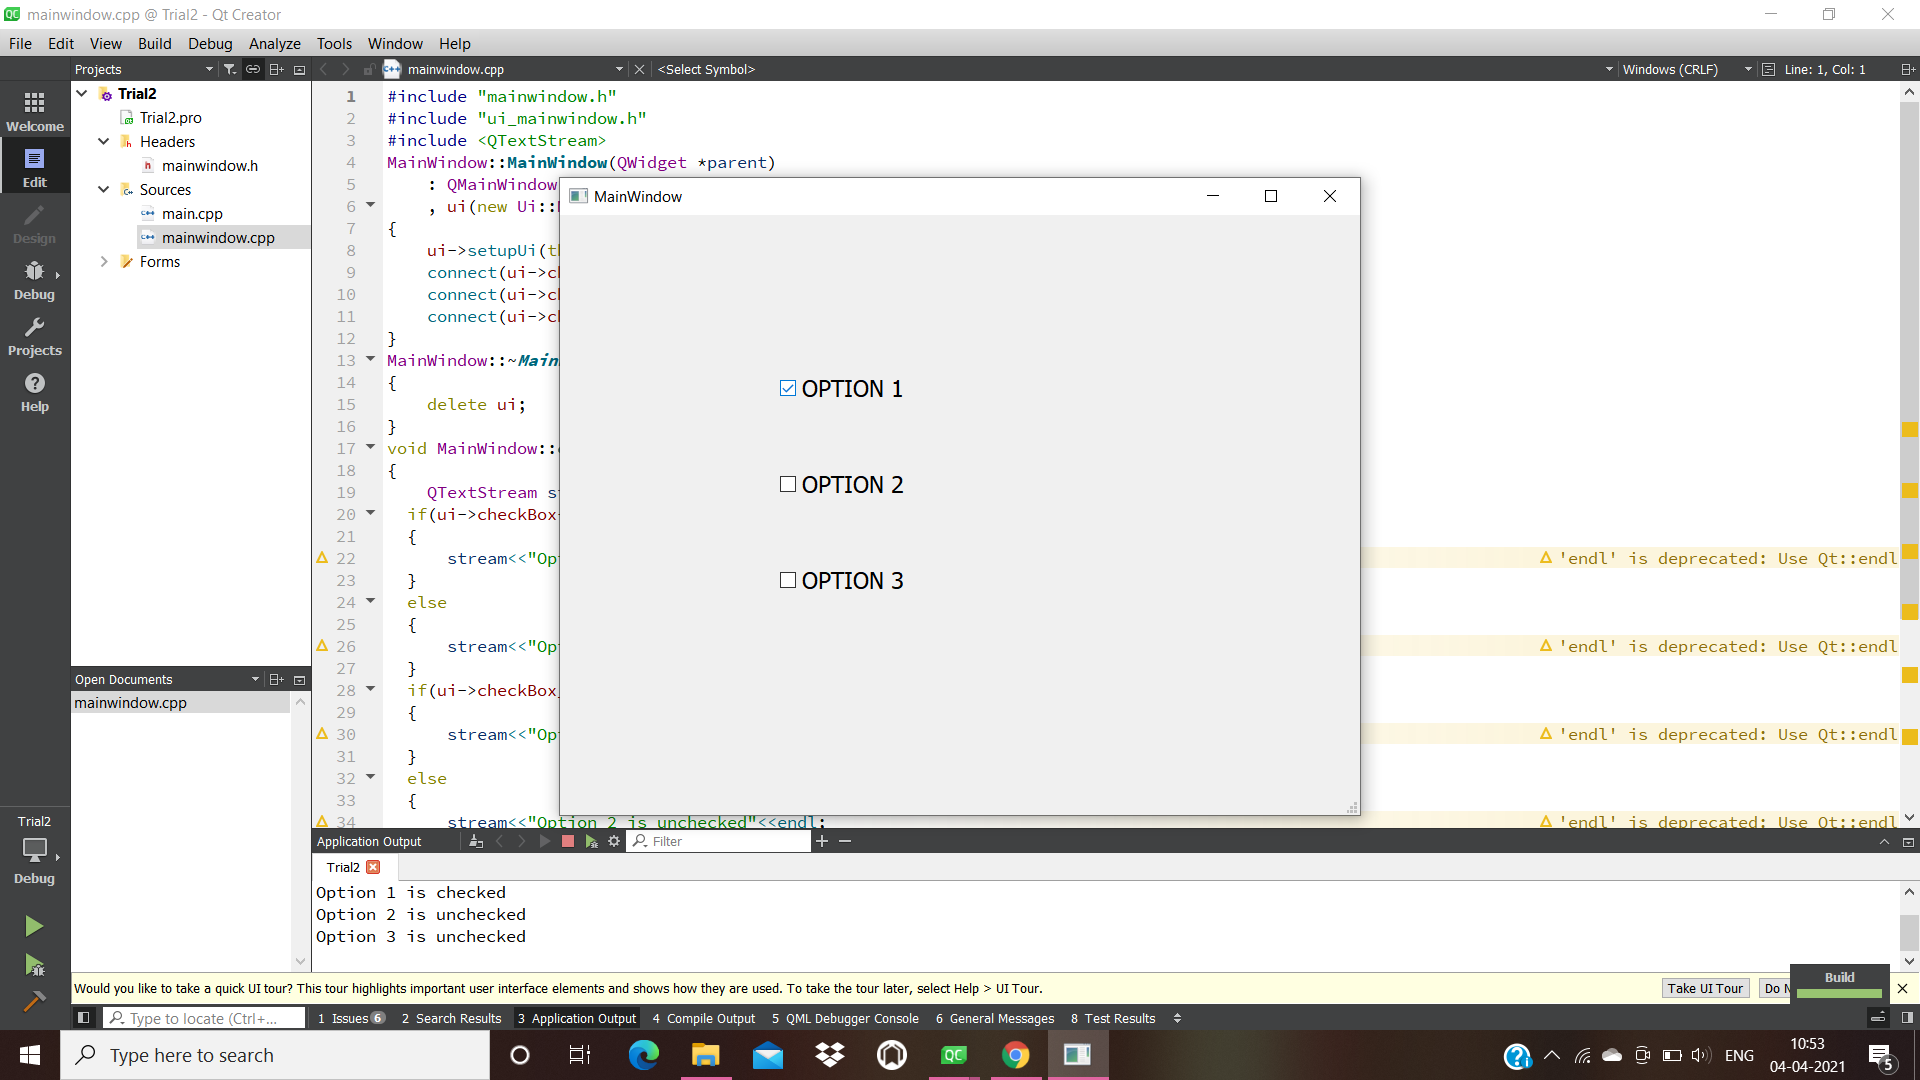 mainwindow.cpp @ Trial2 - Qt Creator
File Edit View Build Debug Analyze Tools Window Help
Projects
mainwindow.cpp
<Select Symbol>
Windows (CRLF)
Line: 1, Col: 1
Welcome
Edit
Design
Debug
Projects
Help
Trial2
Debug
Trial2
Trial2.pro
Headers
mainwindow.h
Sources
main.cpp
mainwindow.cpp
Forms
Open Documents
mainwindow.cpp
1 #include "mainwindow.h"
2 #include "ui_mainwindow.h"
3 #include <QTextStream>
4 MainWindow::MainWindow(QWidget *parent)
5 : QMainWindow
6 , ui(new Ui::
7 {
8 ui->setupUi(
9 connect(ui->
10 connect(ui->
11 connect(ui->
12 }
13 MainWindow::~Main
14 {
15 delete ui;
16 }
17 void MainWindow::
18 {
19 QTextStream
20 if(ui->checkBox
21 {
22 stream<<"Op 'endl' is deprecated: Use Qt::endl
23 }
24 else
25 {
26 stream<<"Op 'endl' is deprecated: Use Qt::endl
27 }
28 if(ui->checkBox_
29 {
30 stream<<"Op 'endl' is deprecated: Use Qt::endl
31 }
32 else
33 {
34 stream<<"Option 2 is unchecked"<<endl; 'endl' is deprecated: Use Qt::endl
MainWindow
OPTION 1
OPTION 2
OPTION 3
Application Output
Filter
Trial2
Option 1 is checked
Option 2 is unchecked
Option 3 is unchecked
Would you like to take a quick UI tour? This tour highlights important user interface elements and shows how they are used. To take the tour later, select Help > UI Tour.
Take UI Tour
Do
Build
Type to locate (Ctrl+...
1 Issues 6
2 Search Results
3 Application Output
4 Compile Output
5 QML Debugger Console
6 General Messages
8 Test Results
Type here to search
ENG
10:53
04-04-2021
5